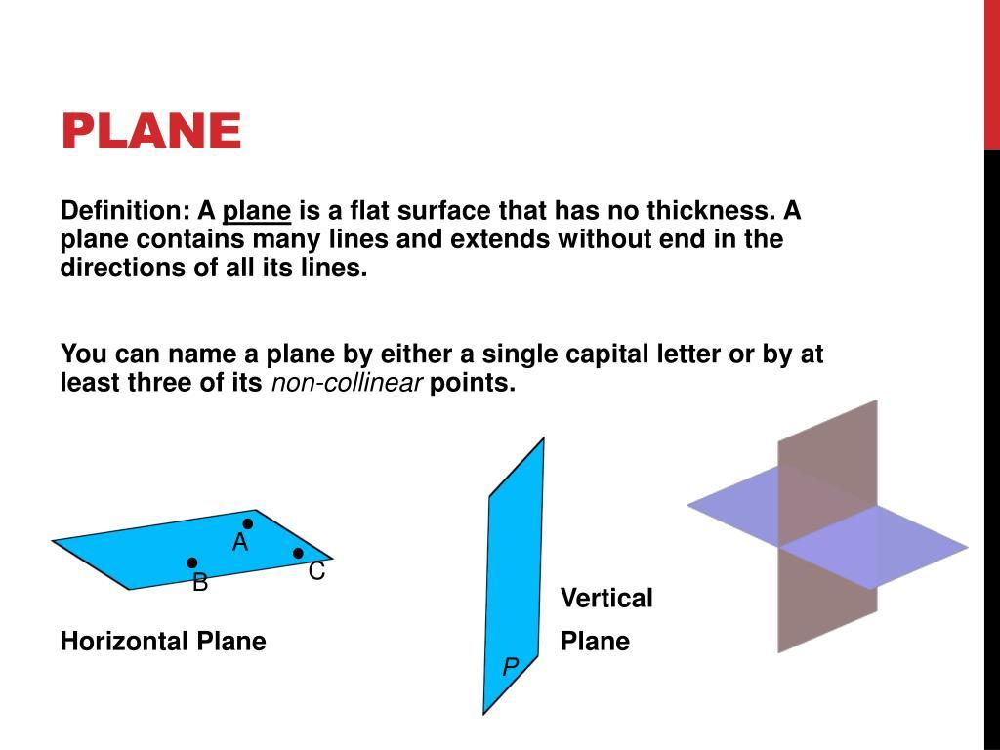 PLANE
Definition: A plane is a flat surface that has no thickness. A
plane contains many lines and extends without end in the
directions of all its lines.
You can name a plane by either a single capital letter or by at
least three of its non-collinear points.
A
B
C
Horizontal Plane
P
Vertical
Plane